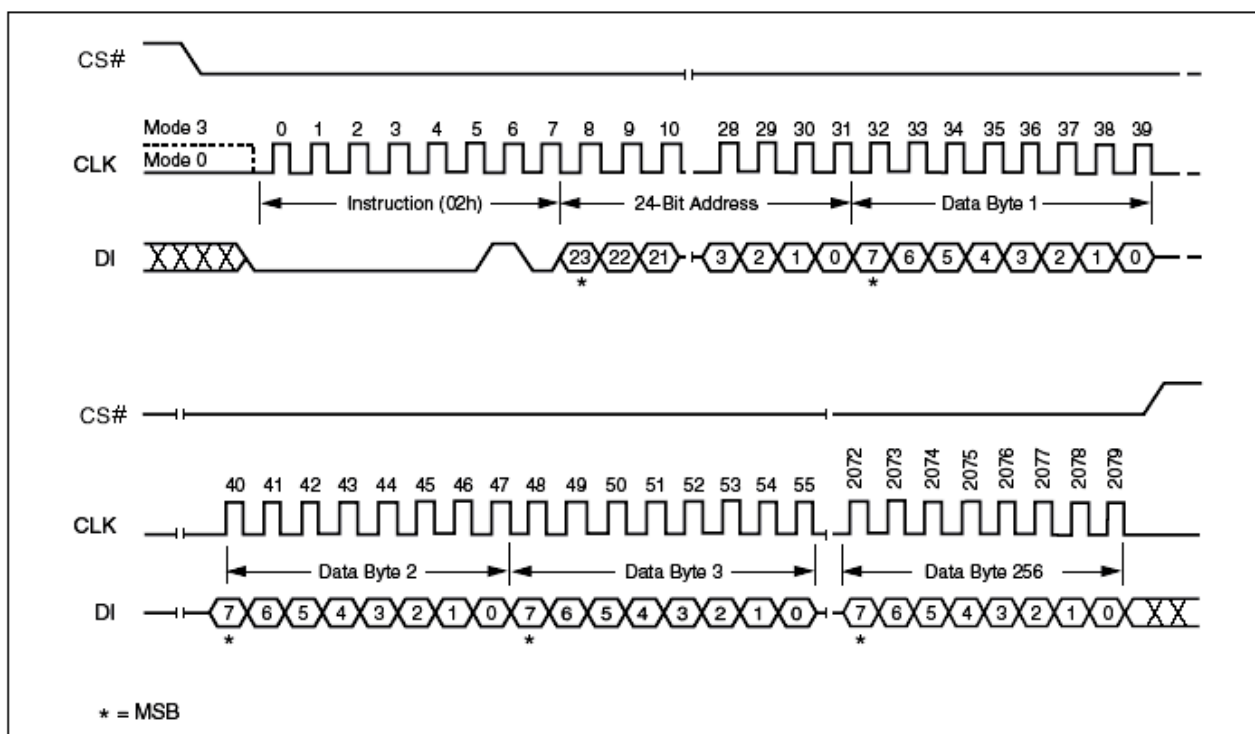 CS#
Mode 3 0 1 2 3 4 5 6 7 8 9 10 28 29 30 31 32 33 34 35 36 37 38 39
CLK Mode 0
Instruction (02h) 24-Bit Address Data Byte 1
DI 23 22 21 3 2 1 0 7 6 5 4 3 2 1 0
* *
CS#
2072 2073 2074 2075 2076 2077 2078 2079
40 41 42 43 44 45 46 47 48 49 50 51 52 53 54 55
CLK
Data Byte 2 Data Byte 3 Data Byte 256
DI 7 6 5 4 3 2 1 0 7 6 5 4 3 2 1 0 7 6 5 4 3 2 1 0
* * *
* = MSB